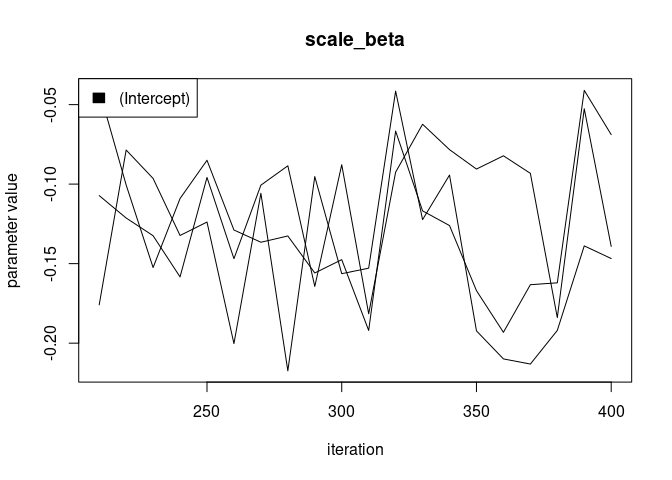 scale_beta
(Intercept)
-0.05
-0.10
-0.15
-0.20
parameter value
250 300 350 400
iteration